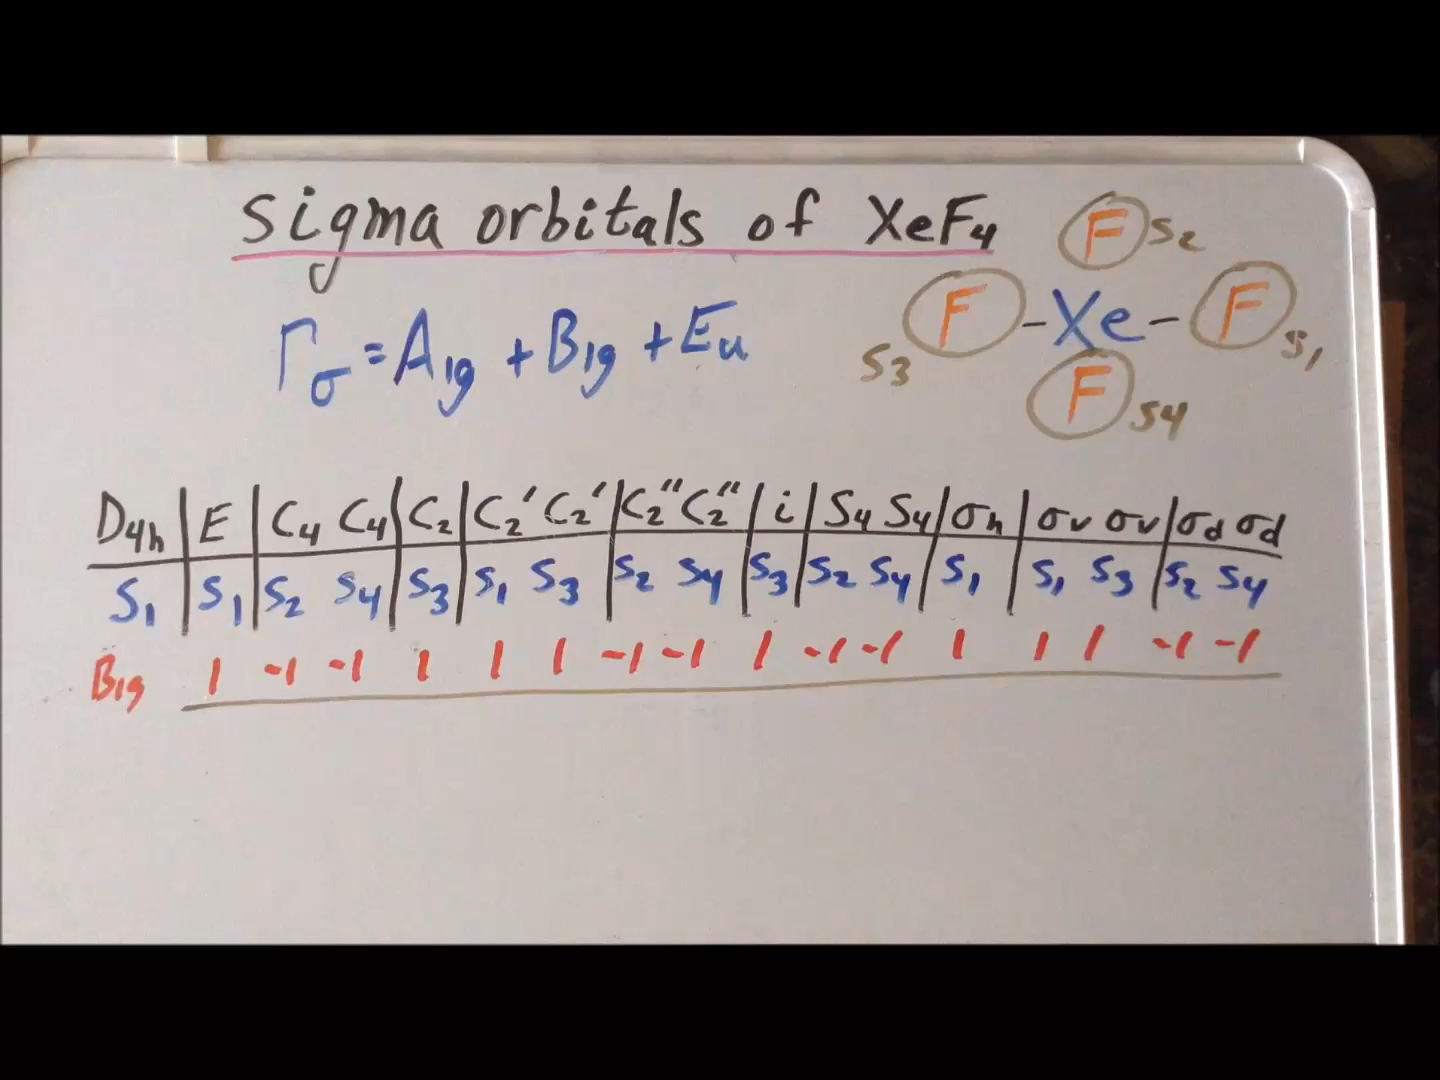 Sigma orbitals of XeF₄
F S₂
F - Xe - F
S₃ S₁
F S₄
Γσ = A₁g + B₁g + Eu
D₄h | E | C₄ C₄ | C₂ | C₂' C₂' | C₂" C₂" | i | S₄ S₄ | σh | σv σv | σd σd
S₁ | S₁ | S₂ S₄ | S₃ | S₁ S₃ | S₂ S₄ | S₃ | S₂ S₄ | S₁ | S₁ S₃ | S₂ S₄
B₁g 1 -1 -1 1 1 1 -1 -1 1 -1 -1 1 1 1 -1 -1